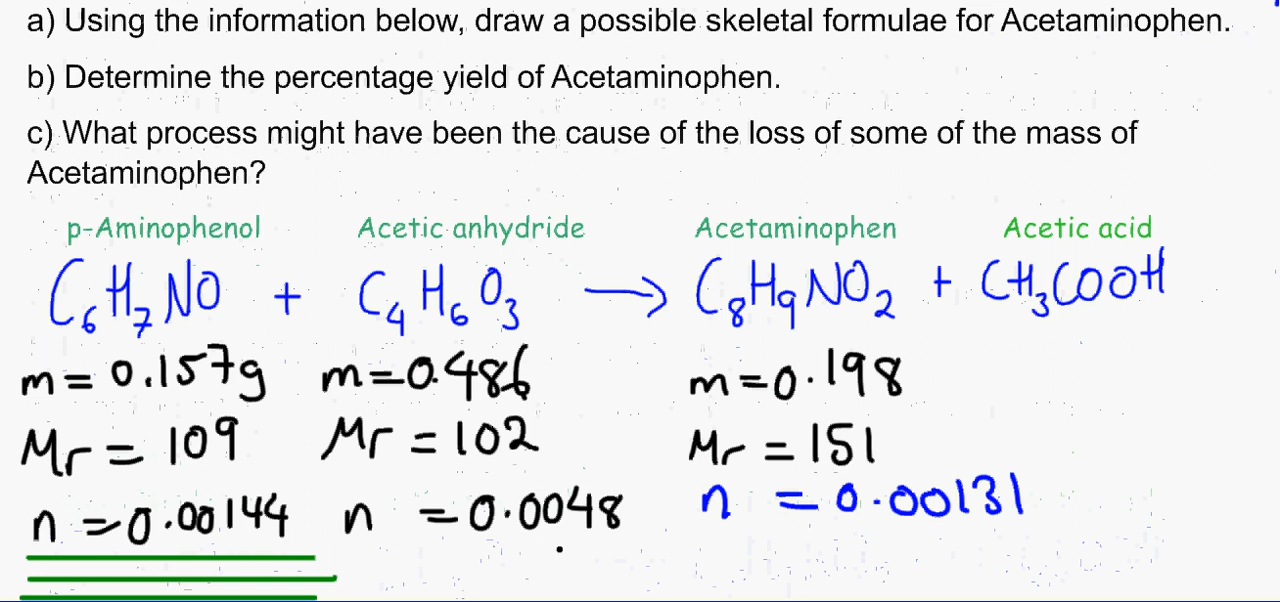 a) Using the information below, draw a possible skeletal formulae for Acetaminophen.
b) Determine the percentage yield of Acetaminophen.
c) What process might have been the cause of the loss of some of the mass of
Acetaminophen?
p-Aminophenol Acetic anhydride Acetaminophen Acetic acid
C₆H₇NO + C₄H₆O₃ → C₈H₉NO₂ + CH₃COOH
m = 0.157g m=0.486 m=0.198
Mr = 109 Mr = 102 Mr = 151
n = 0.00144 n = 0.0048 n = 0.00131